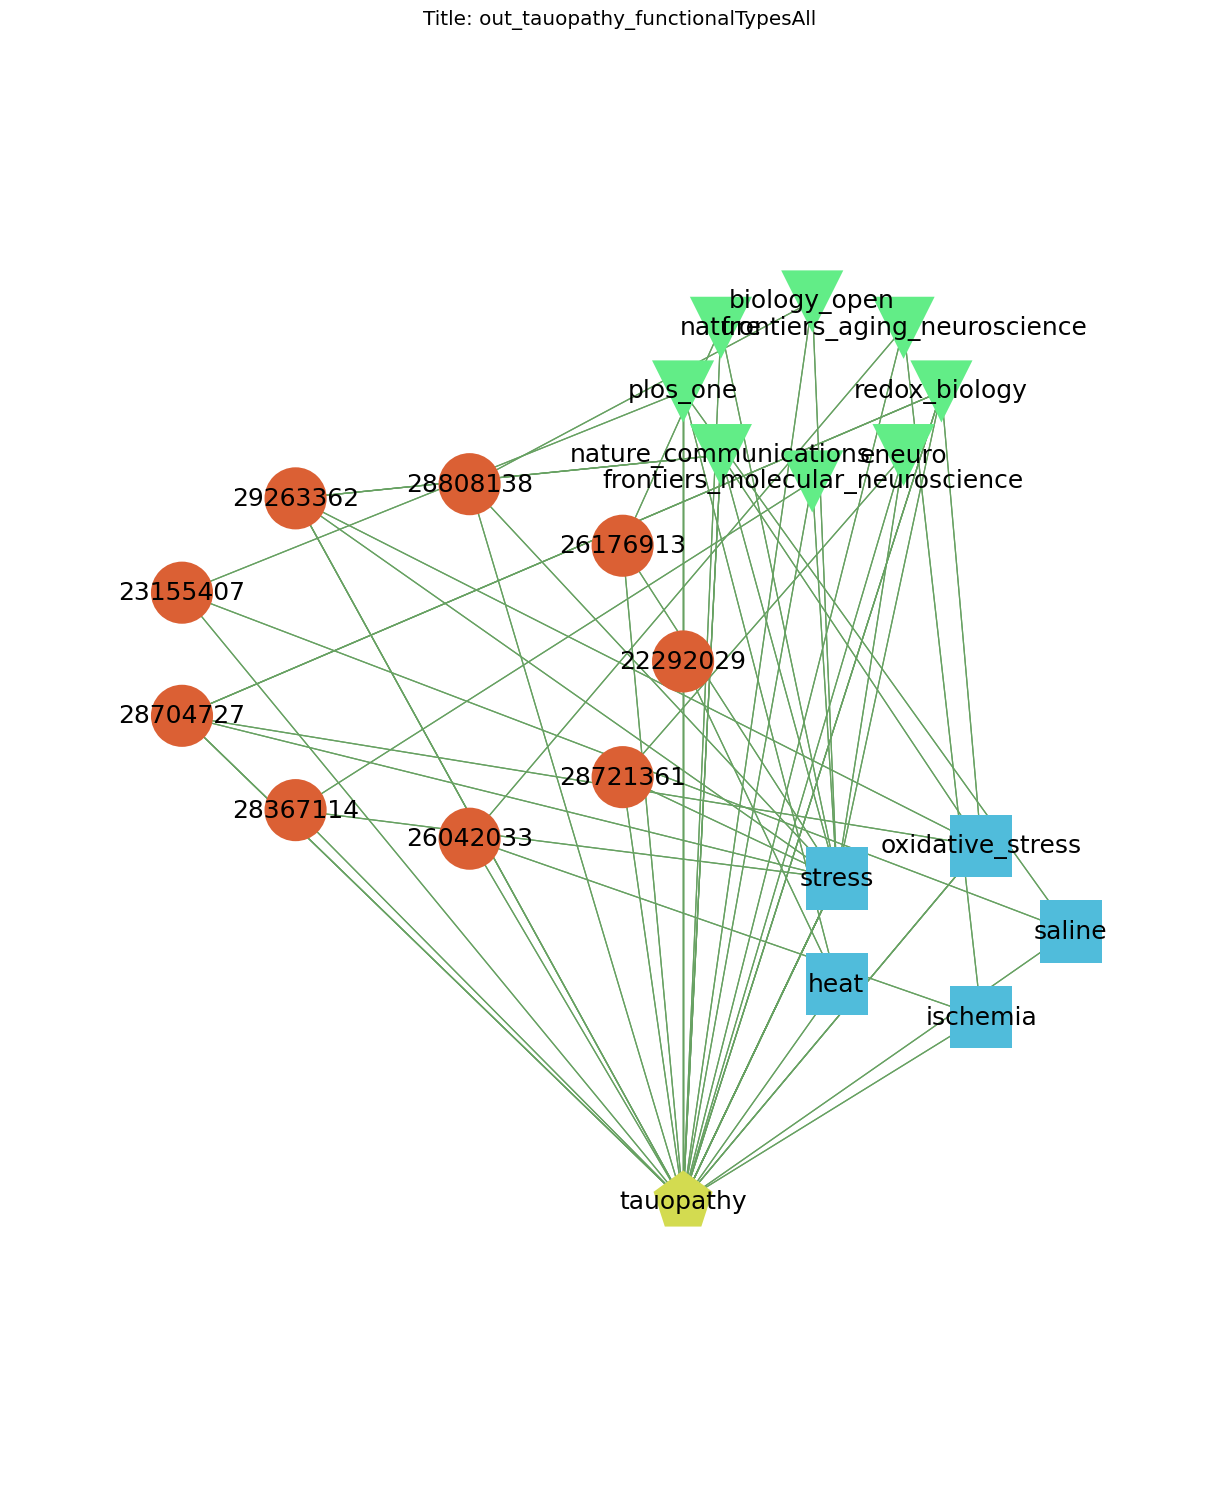 Title: out_tauopathy_functionalTypesAll
biology_open
nature
frontiers_aging_neuroscience
plos_one
redox_biology
nature_communications
eneuro
frontiers_molecular_neuroscience
28808138
29263362
26176913
23155407
22292029
28704727
28721361
28367114
26042033
oxidative_stress
stress
saline
heat
ischemia
tauopathy